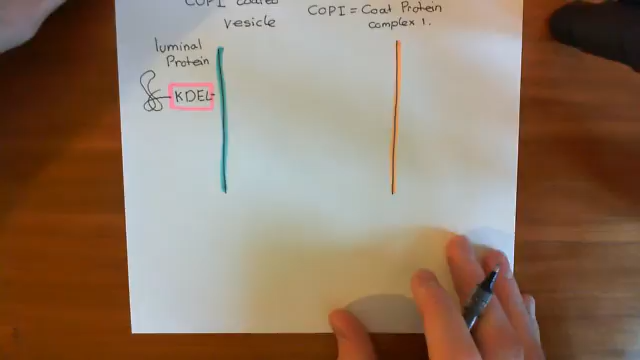 COPI coated
vesicle
COPI = Coat Protein
complex 1.
luminal
Protein
KDEL